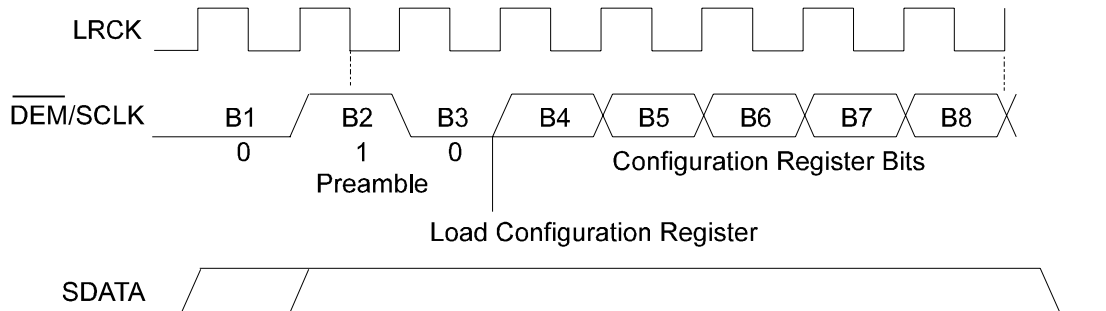 LRCK
DEM/SCLK B1 B2 B3 B4 B5 B6 B7 B8
0 1 0 Configuration Register Bits
Preamble
Load Configuration Register
SDATA